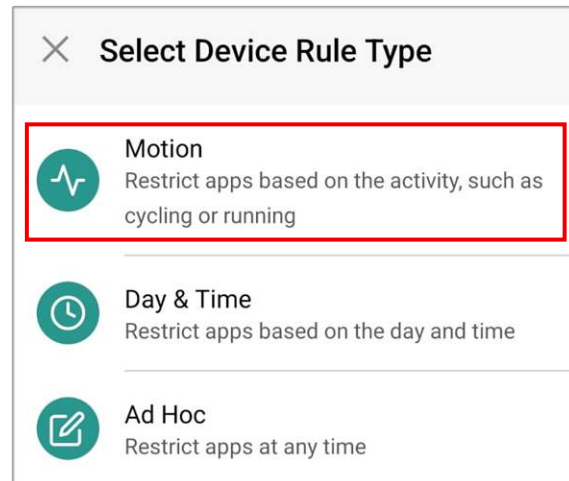 Select Device Rule Type
Motion
Restrict apps based on the activity, such as
cycling or running
Day & Time
Restrict apps based on the day and time
Ad Hoc
Restrict apps at any time